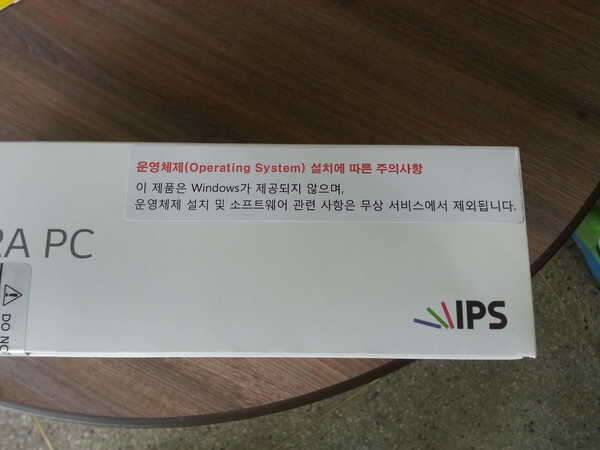 운영체제(Operating System) 설치에 따른 주의사항
이 제품은 Windows가 제공되지 않으며,
운영체제 설치 및 소프트웨어 관련 사항은 무상 서비스에서 제외됩니다.
RA PC
DO NO
IPS